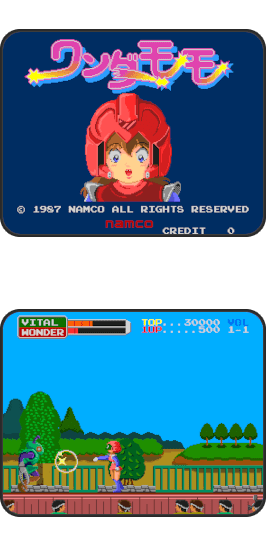 ワンダーモモ
© 1987 NAMCO ALL RIGHTS RESERVED
namco
CREDIT 0
VITAL TOP...30000 VOL
WONDER 1UP.....500 1-1